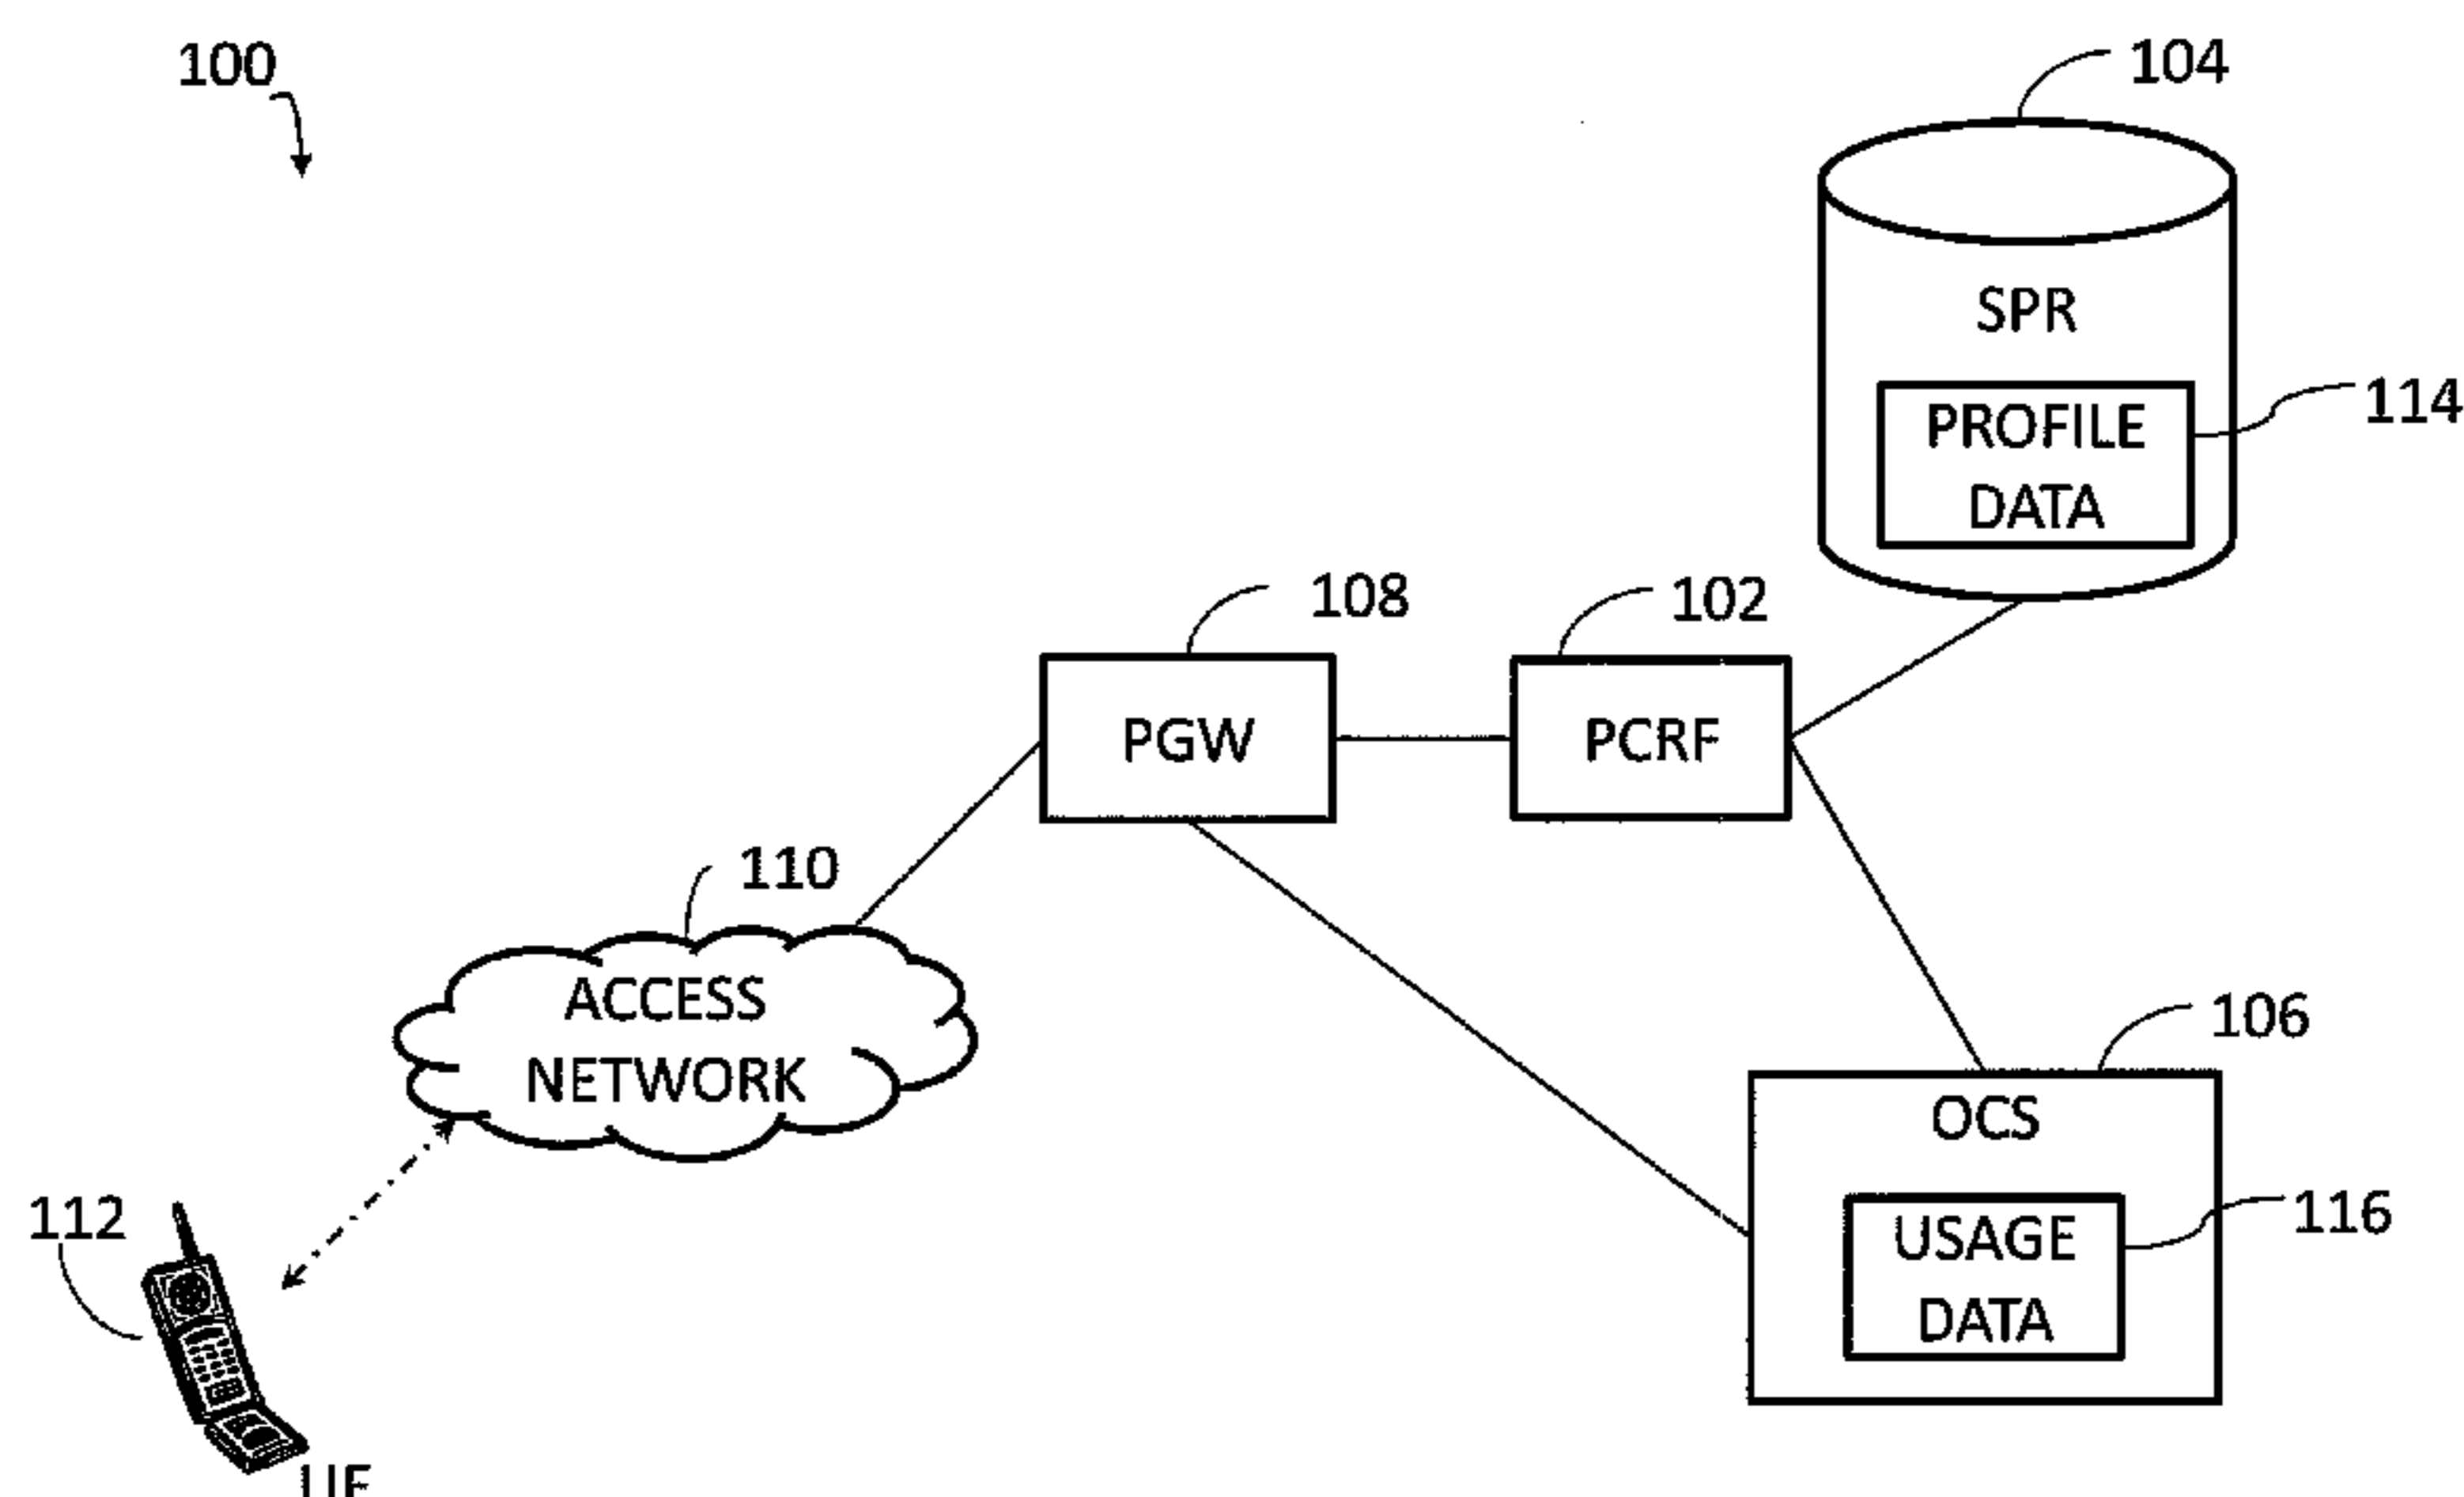 100
104
SPR
114
PROFILE
DATA
108
102
PGW
PCRF
110
ACCESS
NETWORK
106
OCS
112
116
USAGE
DATA
UE